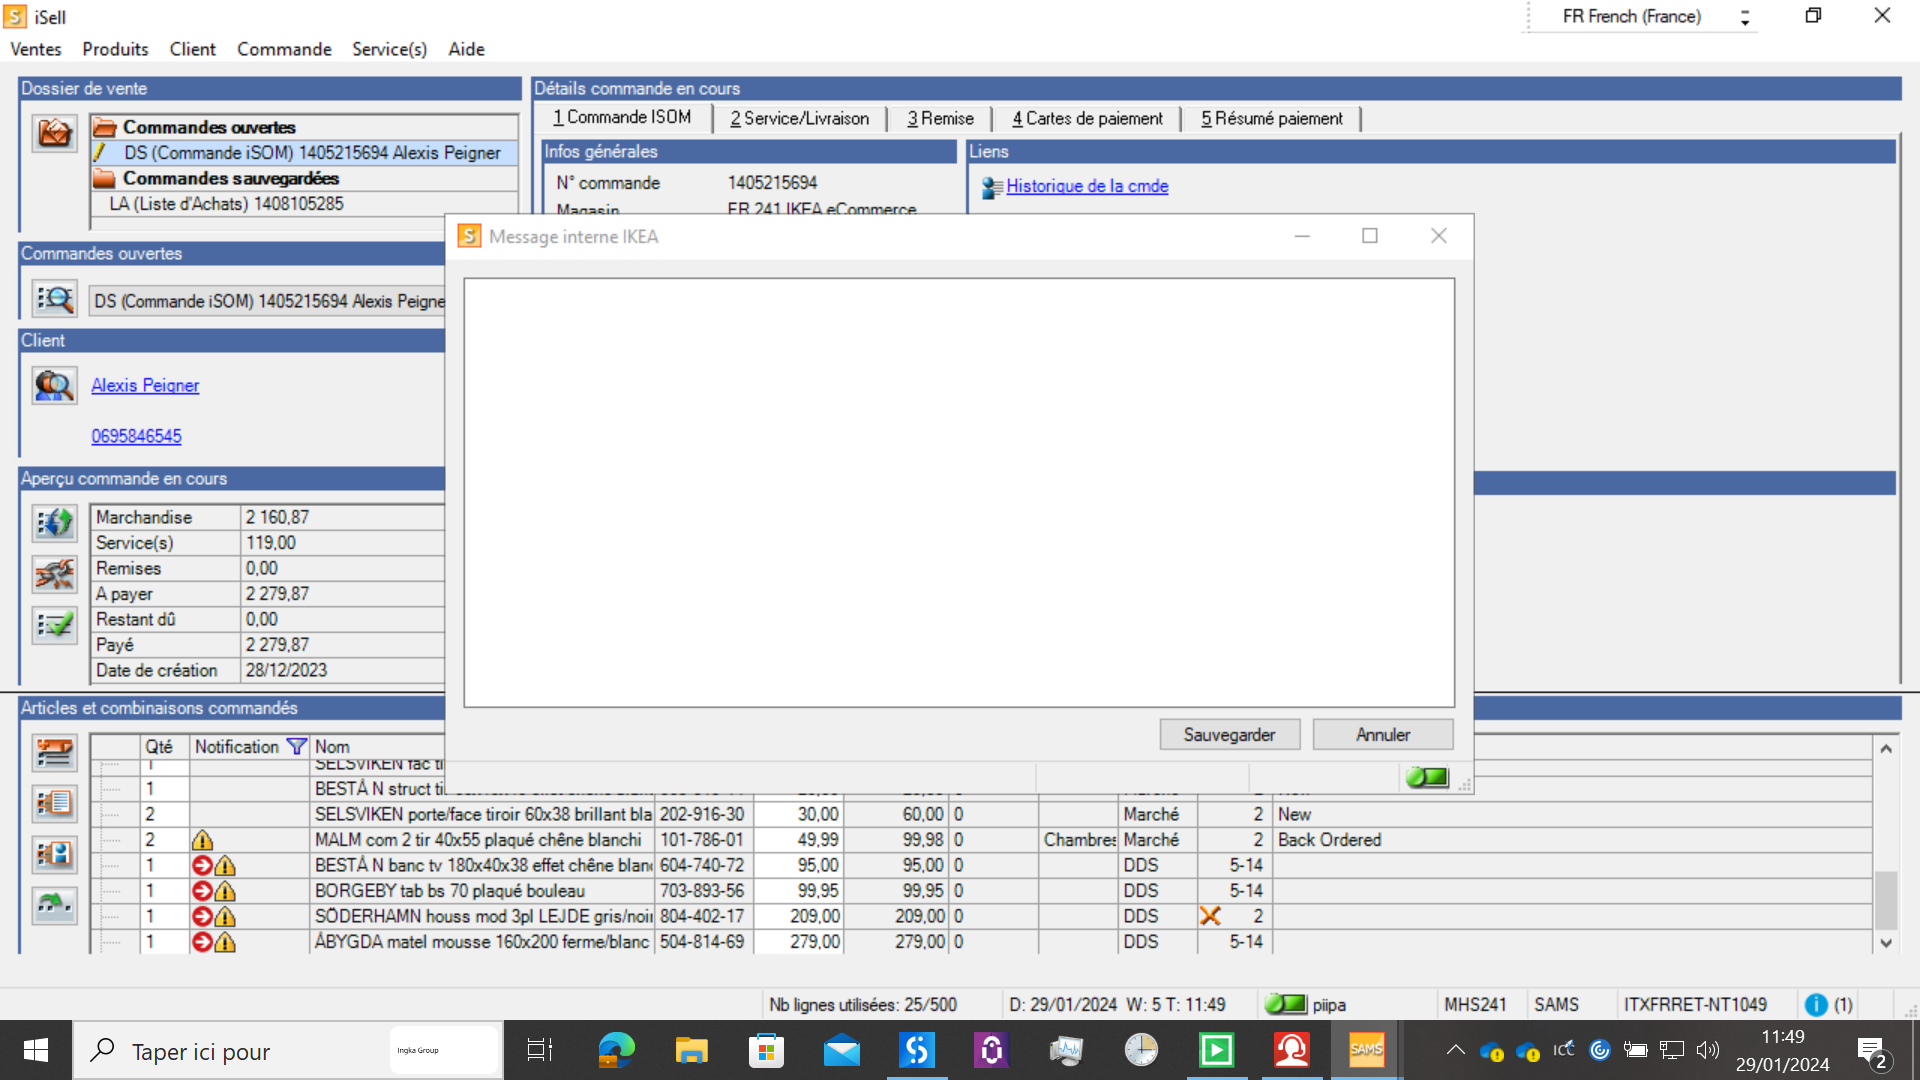 iSell
FR French (France)
Ventes Produits Client Commande Service(s) Aide
Dossier de vente
Commandes ouvertes
DS (Commande iSOM) 1405215694 Alexis Peigner
Commandes sauvegardées
LA (Liste d'Achats) 1408105285
Commandes ouvertes
DS (Commande iSOM) 1405215694 Alexis Peigne
Client
Alexis Peigner
0695846545
Aperçu commande en cours
Marchandise 2 160,87
Service(s) 119,00
Remises 0,00
A payer 2 279,87
Restant dû 0,00
Payé 2 279,87
Date de création 28/12/2023
Détails commande en cours
1 Commande ISOM 2 Service/Livraison 3 Remise 4 Cartes de paiement 5 Résumé paiement
Infos générales
N° commande 1405215694
Magasin FR 241 IKEA eCommerce
Liens
Historique de la cmde
Message interne IKEA
Sauvegarder Annuler
Articles et combinaisons commandés
Qté Notification Nom
1 SELSVIKEN fac ti
1 BESTÅ N struct ti
2 SELSVIKEN porte/face tiroir 60x38 brillant bla 202-916-30 30,00 60,00 0 Marché 2 New
2 MALM com 2 tir 40x55 plaqué chêne blanchi 101-786-01 49,99 99,98 0 Chambres Marché 2 Back Ordered
1 BESTÅ N banc tv 180x40x38 effet chêne blanc 604-740-72 95,00 95,00 0 DDS 5-14
1 BORGEBY tab bs 70 plaqué bouleau 703-893-56 99,95 99,95 0 DDS 5-14
1 SÖDERHAMN houss mod 3pl LEJDE gris/noir 804-402-17 209,00 209,00 0 DDS 2
1 ÅBYGDA matel mousse 160x200 ferme/blanc 504-814-69 279,00 279,00 0 DDS 5-14
Nb lignes utilisées: 25/500 D: 29/01/2024 W: 5 T: 11:49 piipa MHS241 SAMS ITXFRRET-NT1049 (1)
Taper ici pour
Ingka Group
SAMS
11:49
29/01/2024
2